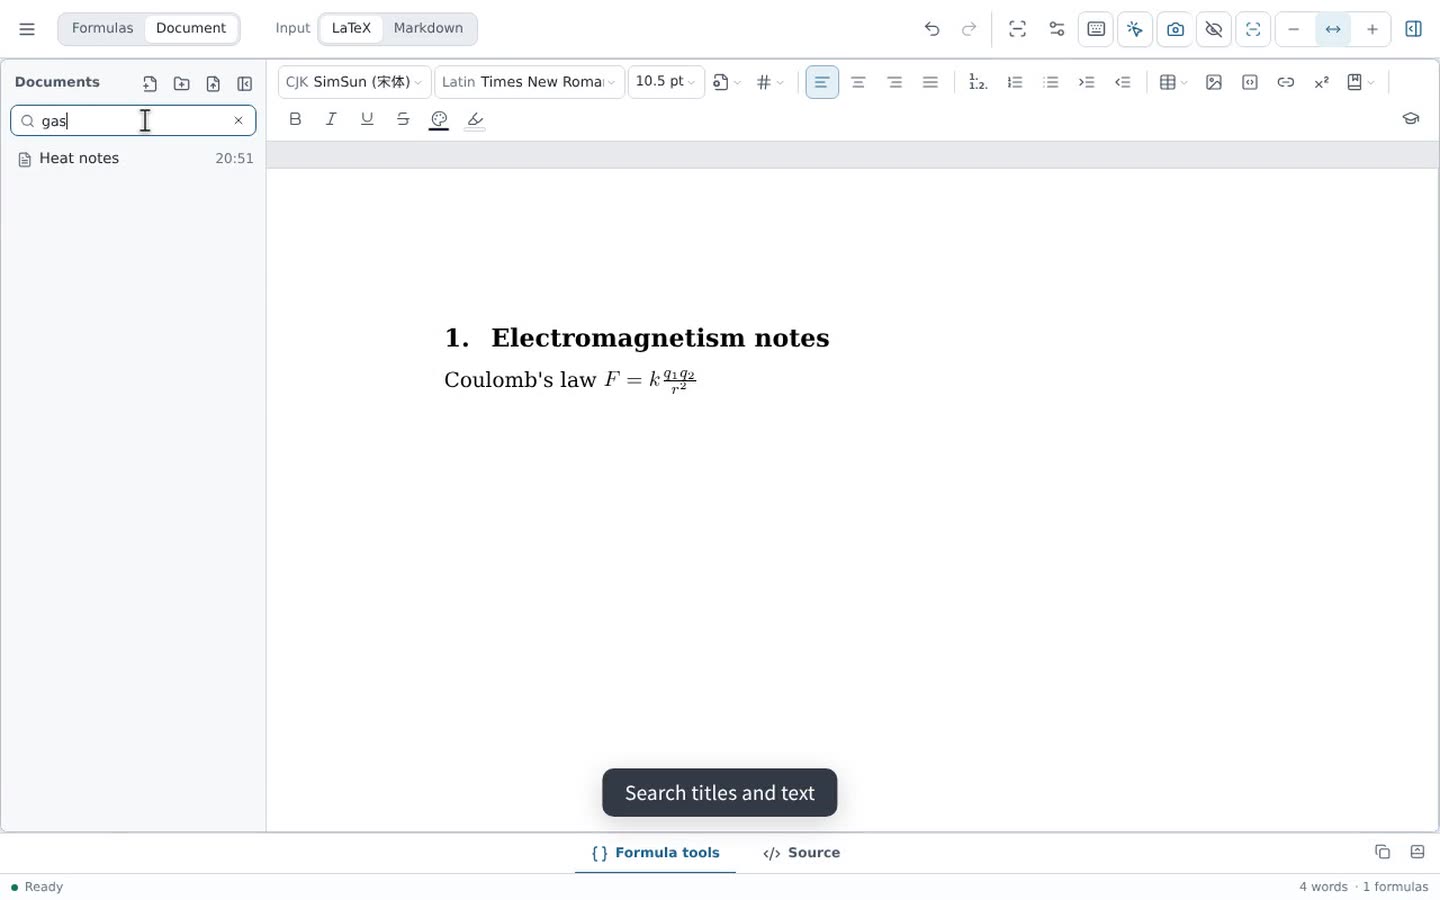 Formulas Document Input LaTeX Markdown
Documents
CJK SimSun (宋体) Latin Times New Roma 10.5 pt
gas
Heat notes 20:51
1. Electromagnetism notes
Coulomb's law F = k q₁q₂/r²
Search titles and text
{ } Formula tools </> Source
Ready 4 words · 1 formulas